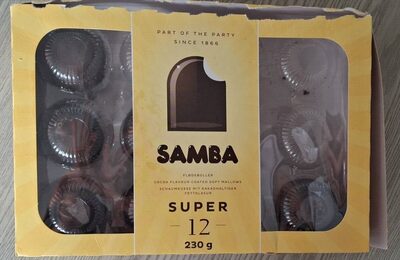 PART OF THE PARTY
SINCE 1866
SAMBA
FLØDEBOLLER
COCOA FLAVOUR COATED SOFT MALLOWS
SCHAUMKÜSSE MIT KAKAOHALTIGER
FETTGLASUR
SUPER
12
230 g